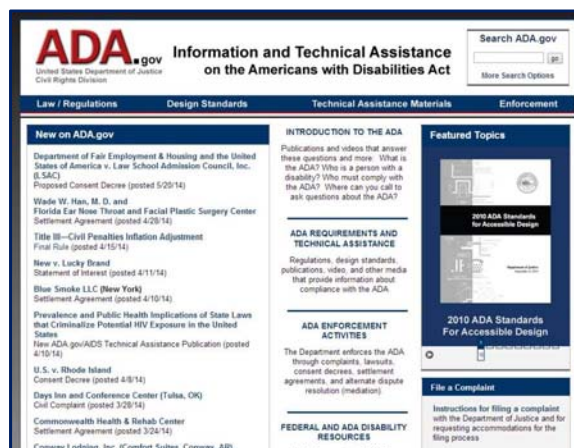 ADA.gov
United States Department of Justice
Civil Rights Division
Information and Technical Assistance
on the Americans with Disabilities Act
Search ADA.gov
go
More Search Options
Law / Regulations
Design Standards
Technical Assistance Materials
Enforcement
New on ADA.gov
Department of Fair Employment & Housing and the United
States of America v. Law School Admission Council, Inc.
(LSAC)
Proposed Consent Decree (posted 5/20/14)
Wade W. Han, M. D. and
Florida Ear Nose Throat and Facial Plastic Surgery Center
Settlement Agreement (posted 4/28/14)
Title III—Civil Penalties Inflation Adjustment
Final Rule (posted 4/15/14)
New v. Lucky Brand
Statement of Interest (posted 4/11/14)
Blue Smoke LLC (New York)
Settlement Agreement (posted 4/10/14)
Prevalence and Public Health Implications of State Laws
that Criminalize Potential HIV Exposure in the United
States
New ADA.gov/AIDS Technical Assistance Publication (posted
4/10/14)
U.S. v. Rhode Island
Consent Decree (posted 4/8/14)
Days Inn and Conference Center (Tulsa, OK)
Civil Complaint (posted 3/28/14)
Commonwealth Health & Rehab Center
Settlement Agreement (posted 3/24/14)
Conway Lodging, Inc. (Comfort Suites, Conway, AR)
INTRODUCTION TO THE ADA
Publications and videos that answer
these questions and more: What is
the ADA? Who is a person with a
disability? Who must comply with
the ADA? Where can you call to
ask questions about the ADA?
ADA REQUIREMENTS AND
TECHNICAL ASSISTANCE
Regulations, design standards,
publications, video, and other media
that provide information about
compliance with the ADA
ADA ENFORCEMENT
ACTIVITIES
The Department enforces the ADA
through complaints, lawsuits,
consent decrees, settlement
agreements, and alternate dispute
resolution (mediation).
FEDERAL AND ADA DISABILITY
RESOURCES
Featured Topics
2010 ADA Standards
for Accessible Design
Department of Justice
2010 ADA Standards
For Accessible Design
File a Complaint
Instructions for filing a complaint
with the Department of Justice and for
requesting accommodations for the
filing process